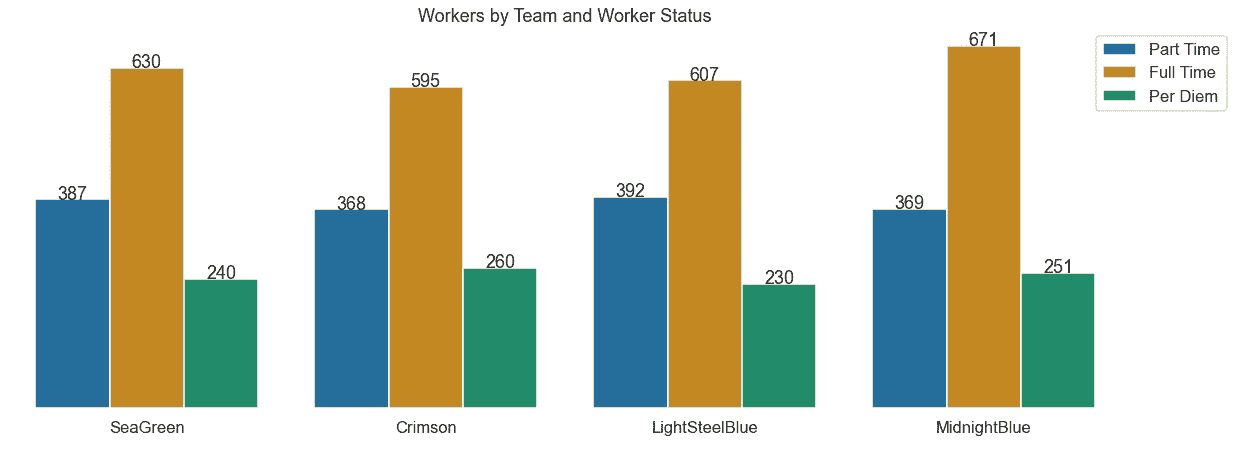 Workers by Team and Worker Status
Part Time
Full Time
Per Diem
387
630
240
368
595
260
392
607
230
369
671
251
SeaGreen
Crimson
LightSteelBlue
MidnightBlue